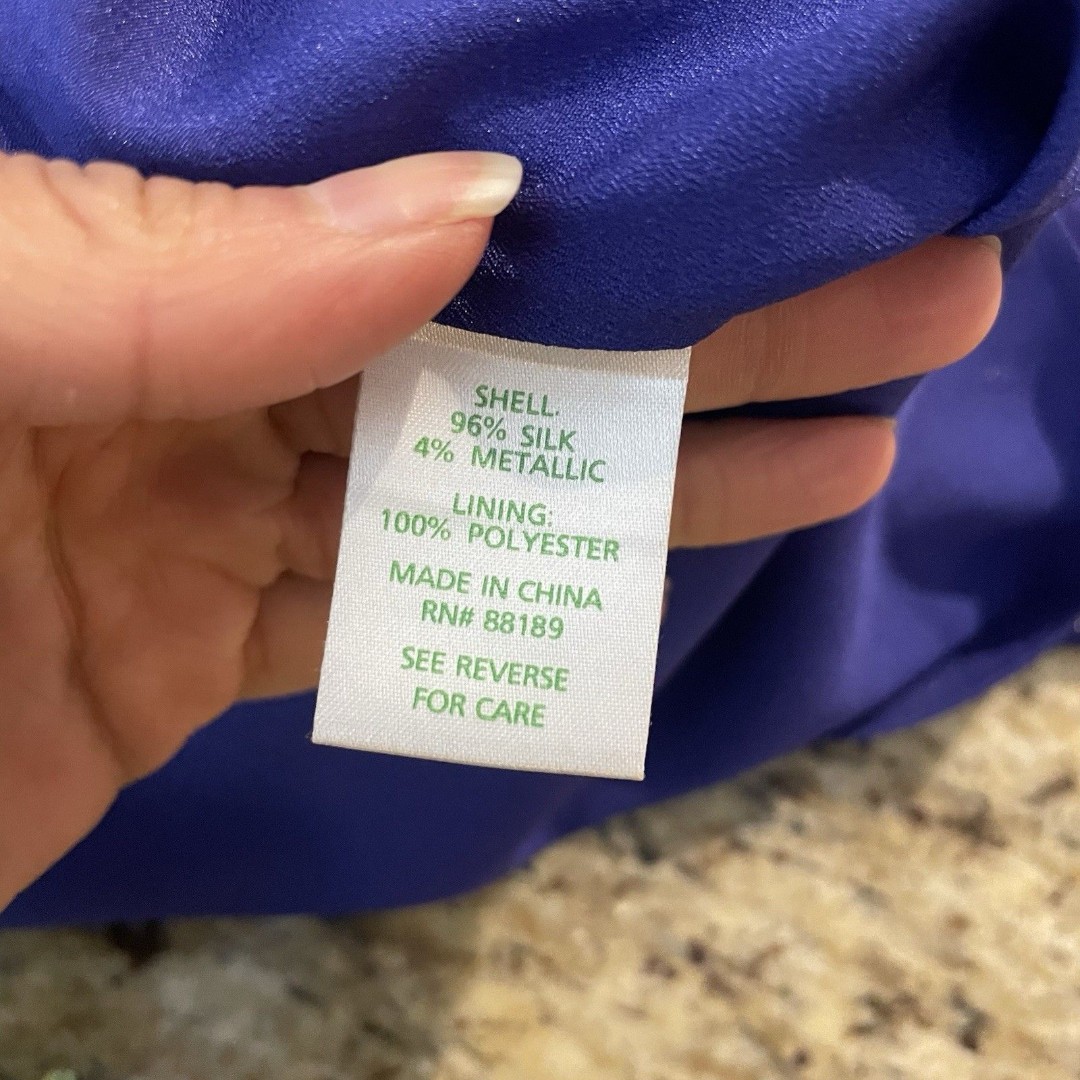 SHELL.
96% SILK
4% METALLIC
LINING:
100% POLYESTER
MADE IN CHINA
RN# 88189
SEE REVERSE
FOR CARE